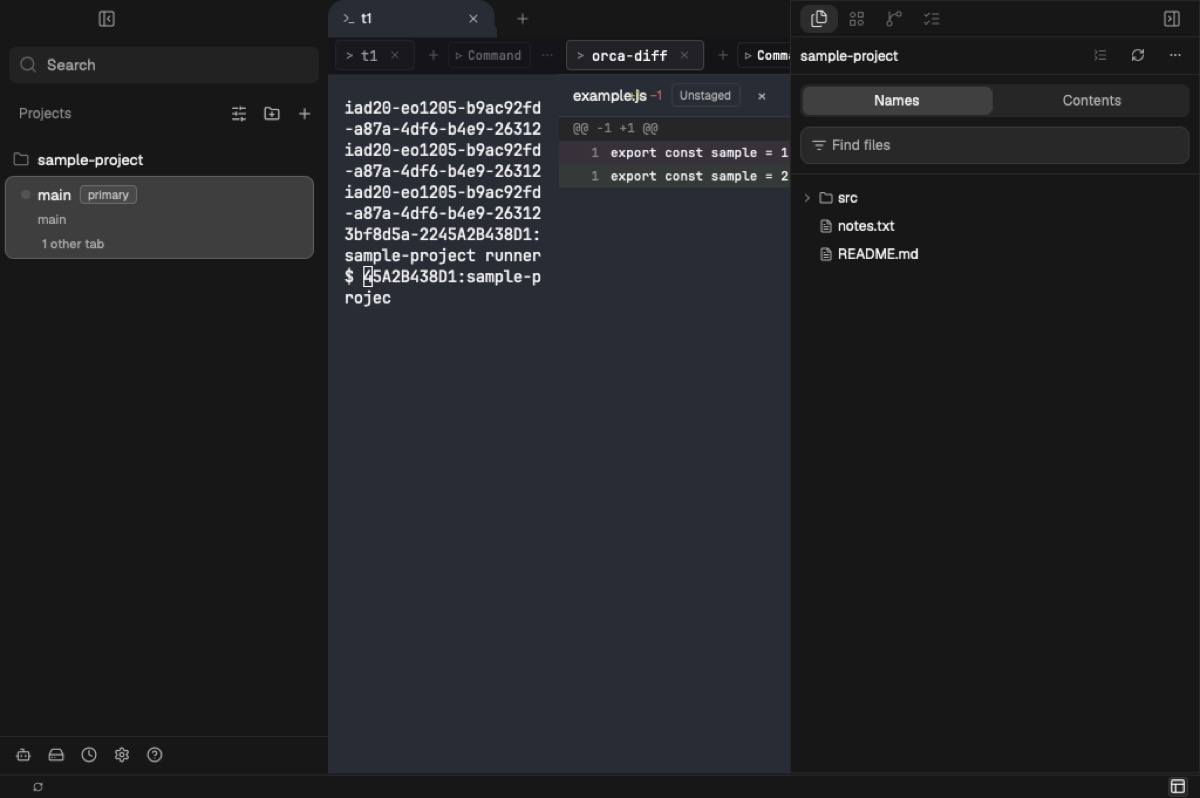 Search
Projects
sample-project
main primary
main
1 other tab
>_ t1 ×
> t1 × + Command ···
iad20-eo1205-b9ac92fd
-a87a-4df6-b4e9-26312
iad20-eo1205-b9ac92fd
-a87a-4df6-b4e9-26312
iad20-eo1205-b9ac92fd
-a87a-4df6-b4e9-26312
3bf8d5a-2245A2B438D1:
sample-project runner
$ 45A2B438D1:sample-p
rojec
> orca-diff × + Comm
example.js −1 Unstaged ×
@@ -1 +1 @@
1 export const sample = 1
1 export const sample = 2
sample-project
Names Contents
Find files
src
notes.txt
README.md